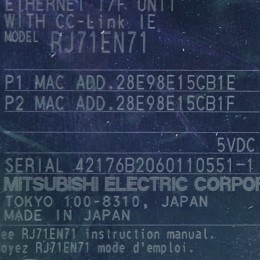 ETHERNET I/F UNIT
WITH CC-Link IE
MODEL RJ71EN71
P1 MAC ADD.28E98E15CB1E
P2 MAC ADD.28E98E15CB1F
5VDC
SERIAL 42176B2060110551-1
MITSUBISHI ELECTRIC CORPOR
TOKYO 100-8310, JAPAN
MADE IN JAPAN
ee RJ71EN71 instruction manual.
oyez RJ71EN71 mode d'emploi.